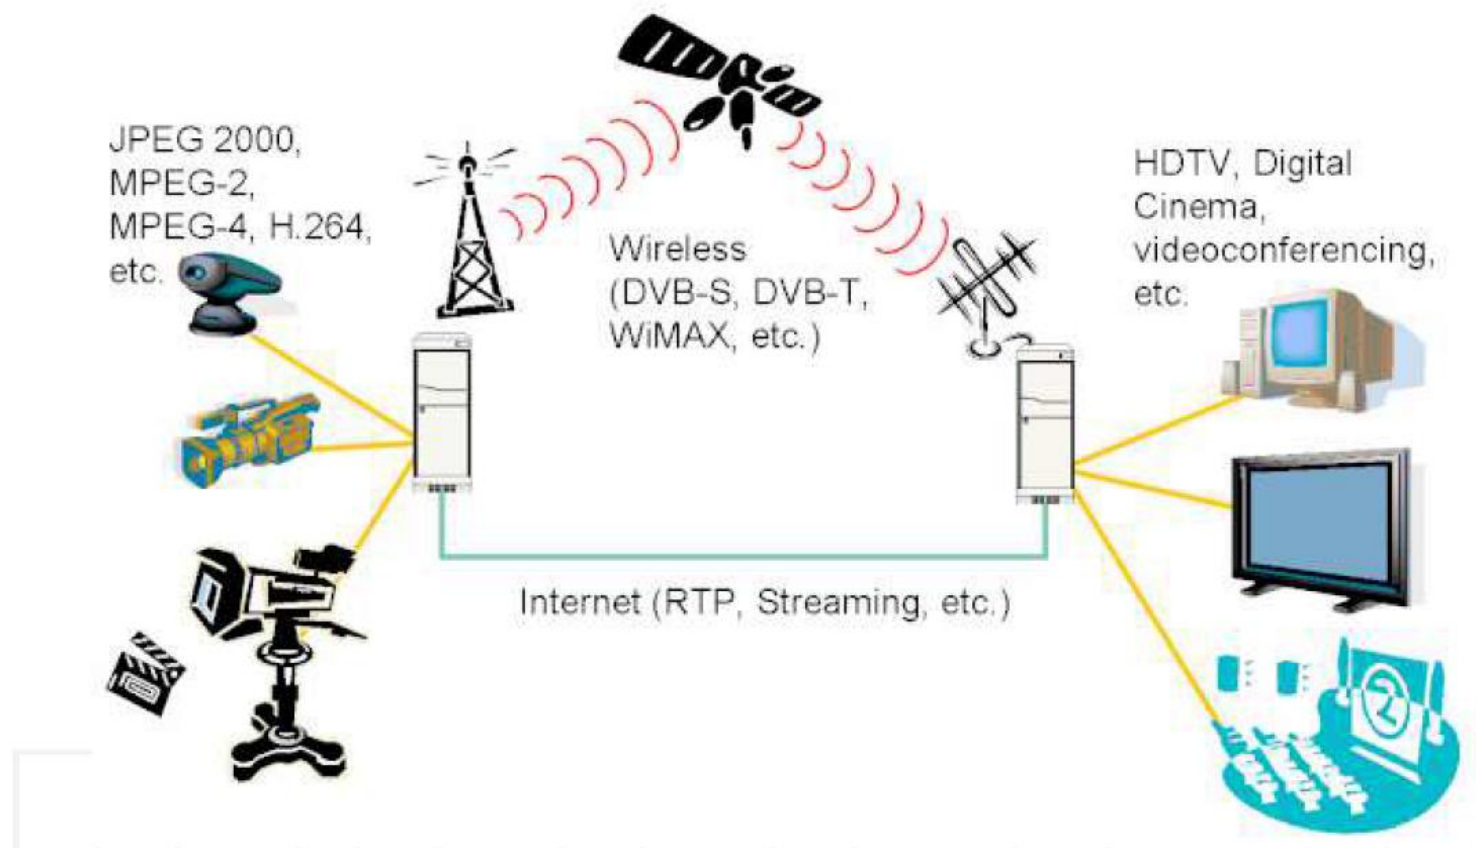 JPEG 2000,
MPEG-2,
MPEG-4, H.264,
etc.
Wireless
(DVB-S, DVB-T,
WiMAX, etc.)
HDTV, Digital
Cinema,
videoconferencing,
etc.
Internet (RTP, Streaming, etc.)
2